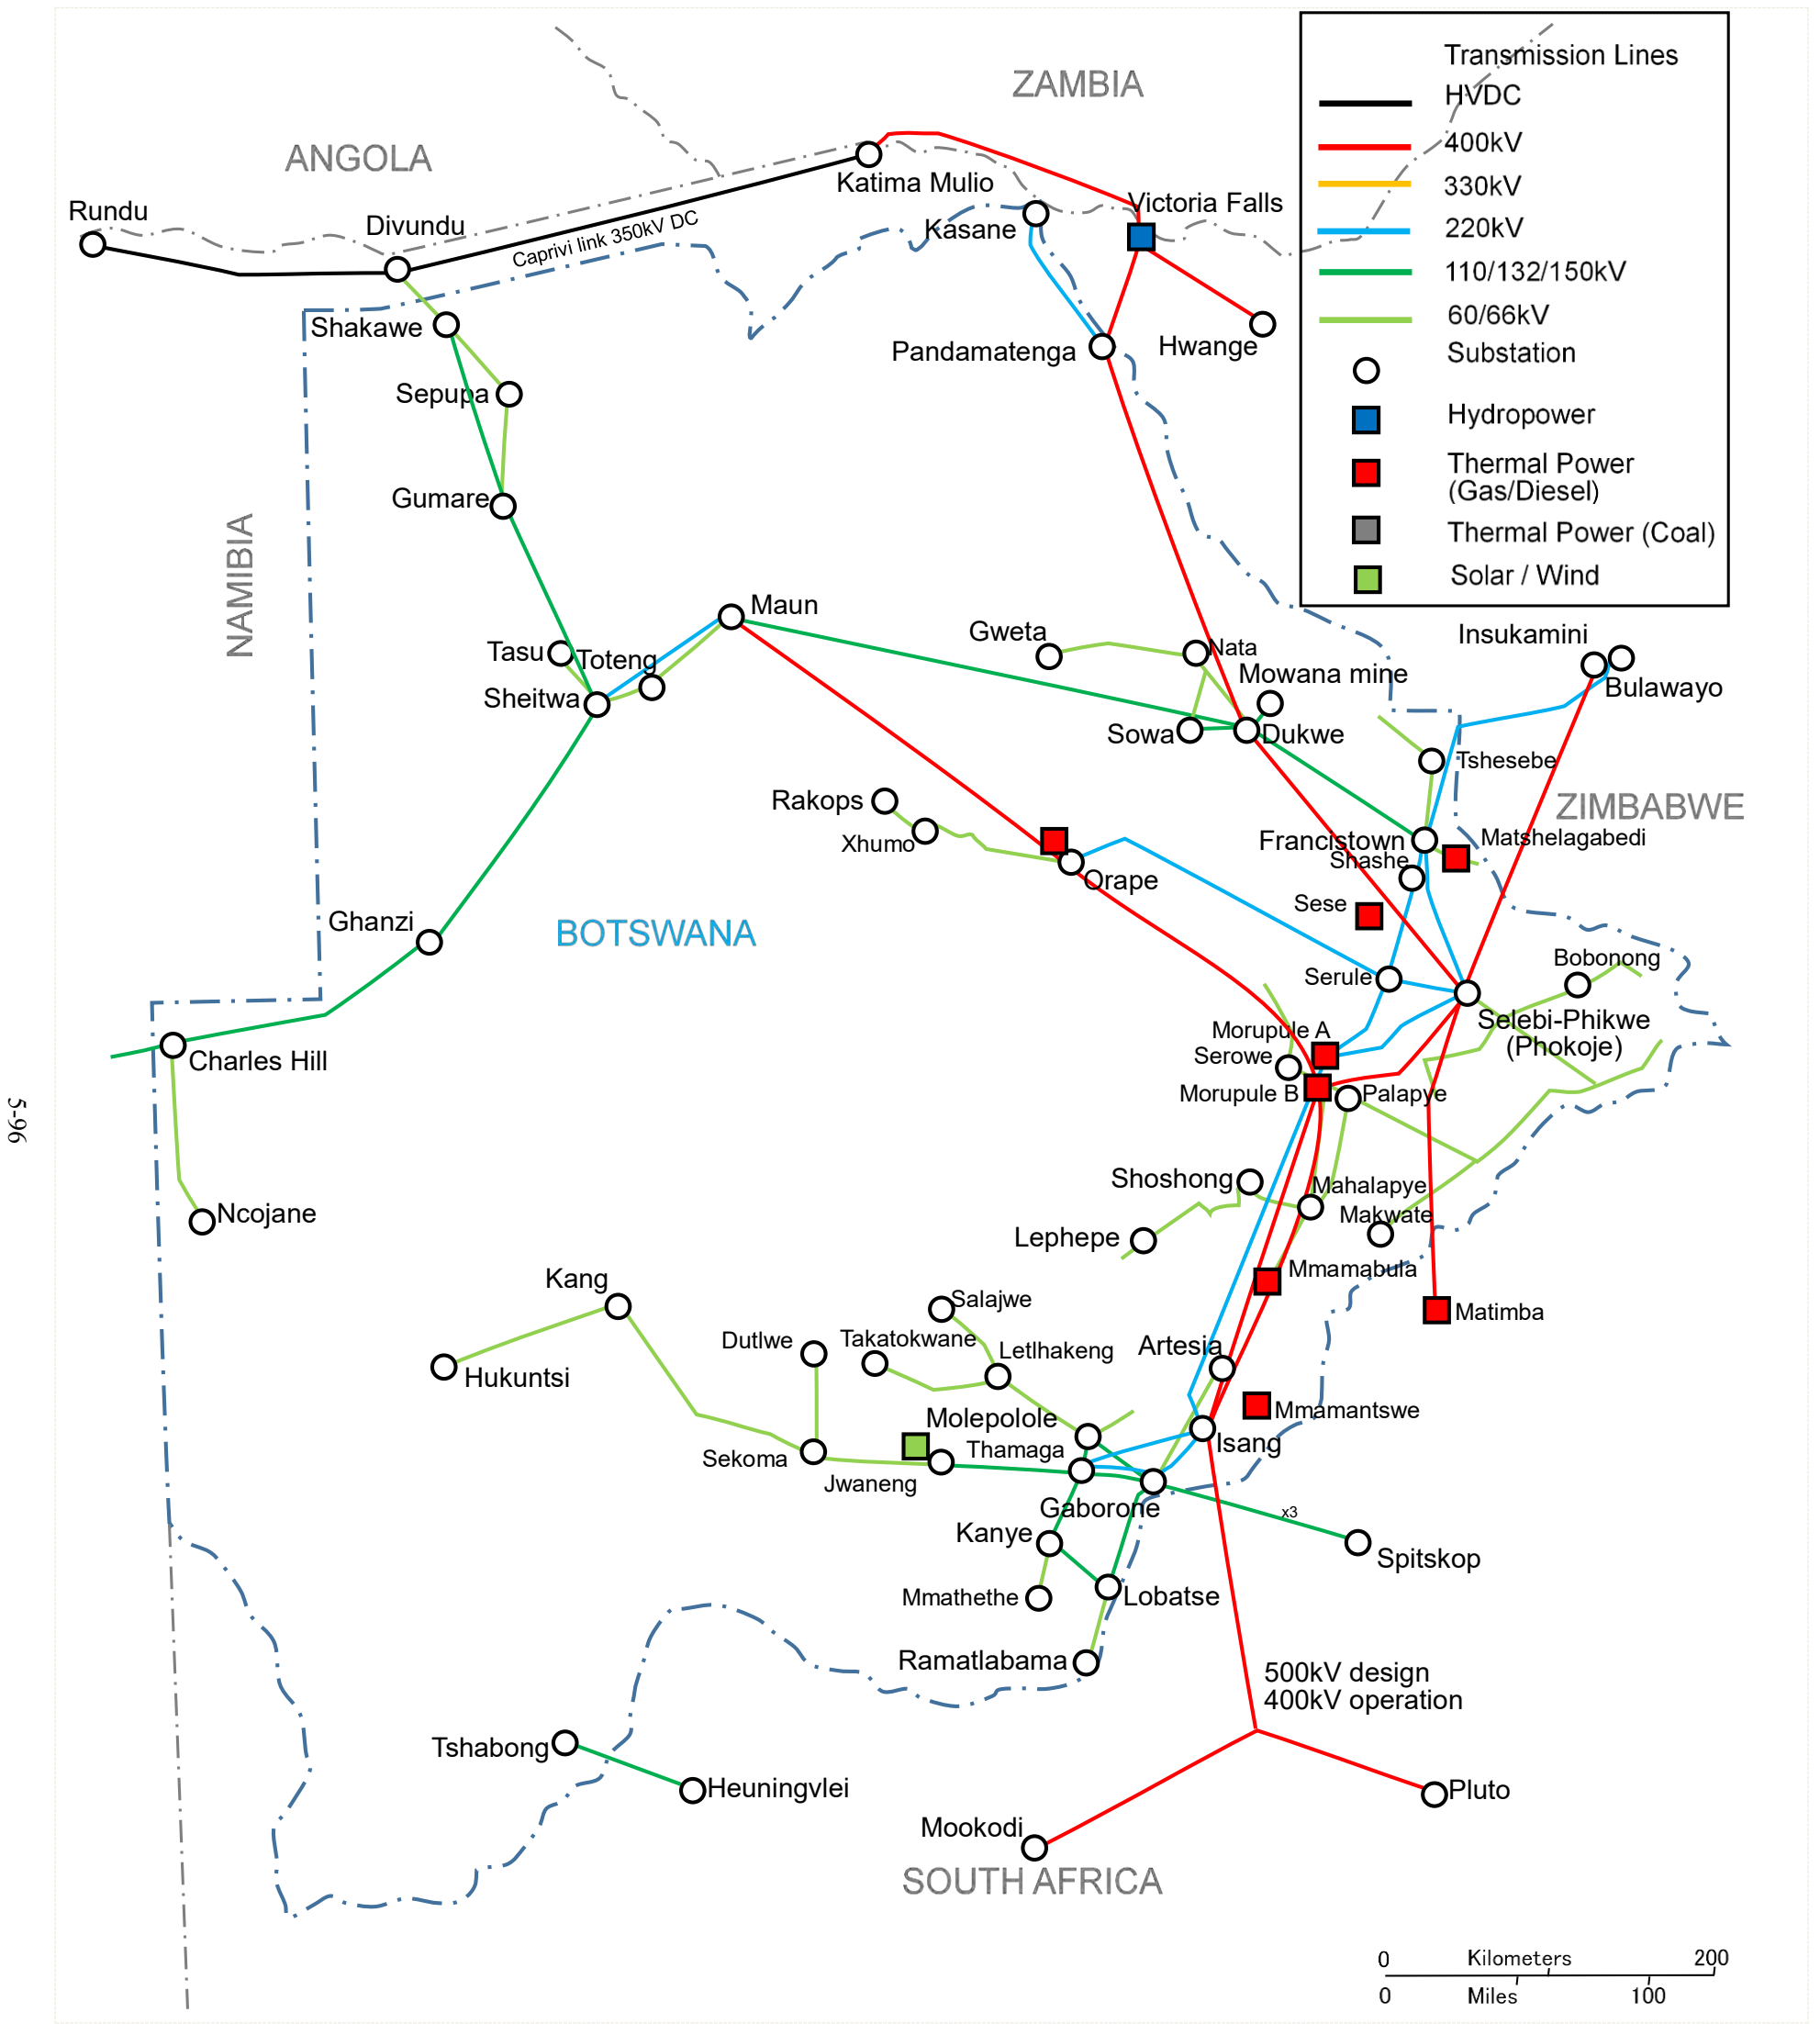 Transmission Lines
HVDC
400kV
330kV
220kV
110/132/150kV
60/66kV
Substation
Hydropower
Thermal Power
(Gas/Diesel)
Thermal Power (Coal)
Solar / Wind
ZAMBIA
ANGOLA
Katima Mulio
Rundu
Divundu
Victoria Falls
Kasane
Caprivi link 350kV DC
Shakawe
Pandamatenga
Hwange
Sepupa
Gumare
NAMIBIA
Maun
Gweta
Nata
Insukamini
Tasu
Toteng
Mowana mine
Bulawayo
Sheitwa
Sowa
Dukwe
Tshesebe
Rakops
ZIMBABWE
Xhumo
Francistown
Matshelagabedi
Shashe
Orape
Sese
Ghanzi
BOTSWANA
Bobonong
Serule
Selebi-Phikwe
(Phokoje)
Morupule A
Serowe
Charles Hill
Morupule B
Palapye
5-96
Shoshong
Mahalapye
Makwate
Ncojane
Lephepe
Mmamabula
Kang
Salajwe
Matimba
Dutlwe
Takatokwane
Letlhakeng
Artesia
Hukuntsi
Mmamantswe
Molepolole
Isang
Thamaga
Sekoma
Jwaneng
Gaborone
x3
Kanye
Spitskop
Mmathethe
Lobatse
Ramatlabama
500kV design
400kV operation
Tshabong
Heuningvlei
Pluto
Mookodi
SOUTH AFRICA
0 Kilometers 200
0 Miles 100